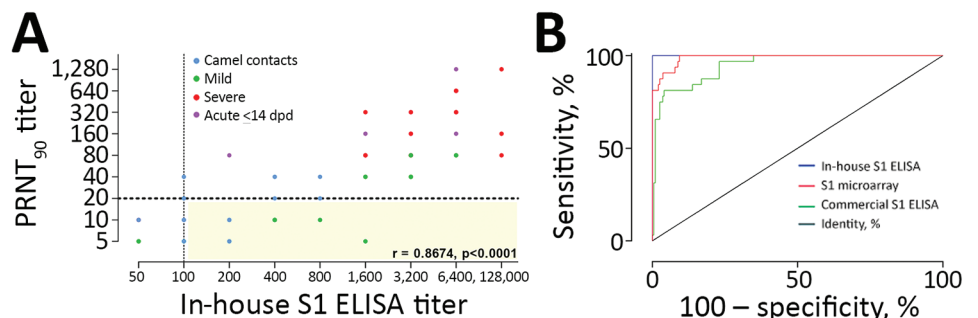 A
PRNT90 titer
1,280
640
320
160
80
40
20
10
5
Camel contacts
Mild
Severe
Acute ≤14 dpd
r = 0.8674, p<0.0001
50 100 200 400 800 1,600 3,200 6,400, 128,000
In-house S1 ELISA titer
B
Sensitivity, %
100
50
0
In-house S1 ELISA
S1 microarray
Commercial S1 ELISA
Identity, %
0 50 100
100 – specificity, %